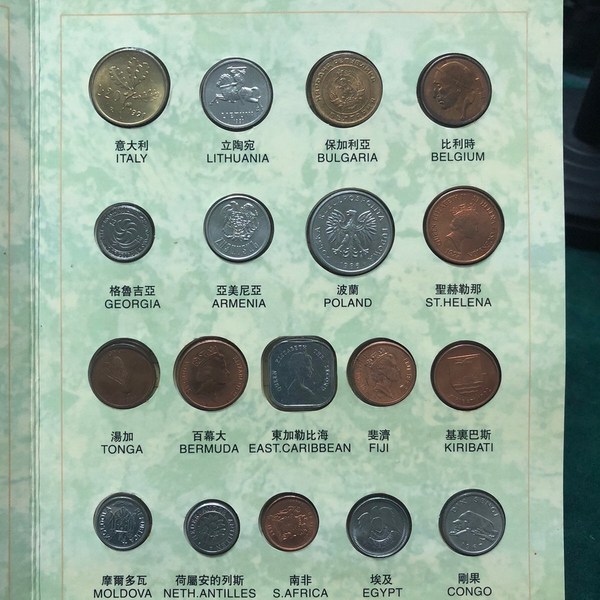 意大利 立陶宛 保加利亞 比利時
ITALY LITHUANIA BULGARIA BELGIUM
格魯吉亞 亞美尼亞 波蘭 聖赫勒那
GEORGIA ARMENIA POLAND ST.HELENA
湯加 百幕大 東加勒比海 斐濟 基裏巴斯
TONGA BERMUDA EAST.CARIBBEAN FIJI KIRIBATI
摩爾多瓦 荷屬安的列斯 南非 埃及 剛果
MOLDOVA NETH.ANTILLES S.AFRICA EGYPT CONGO